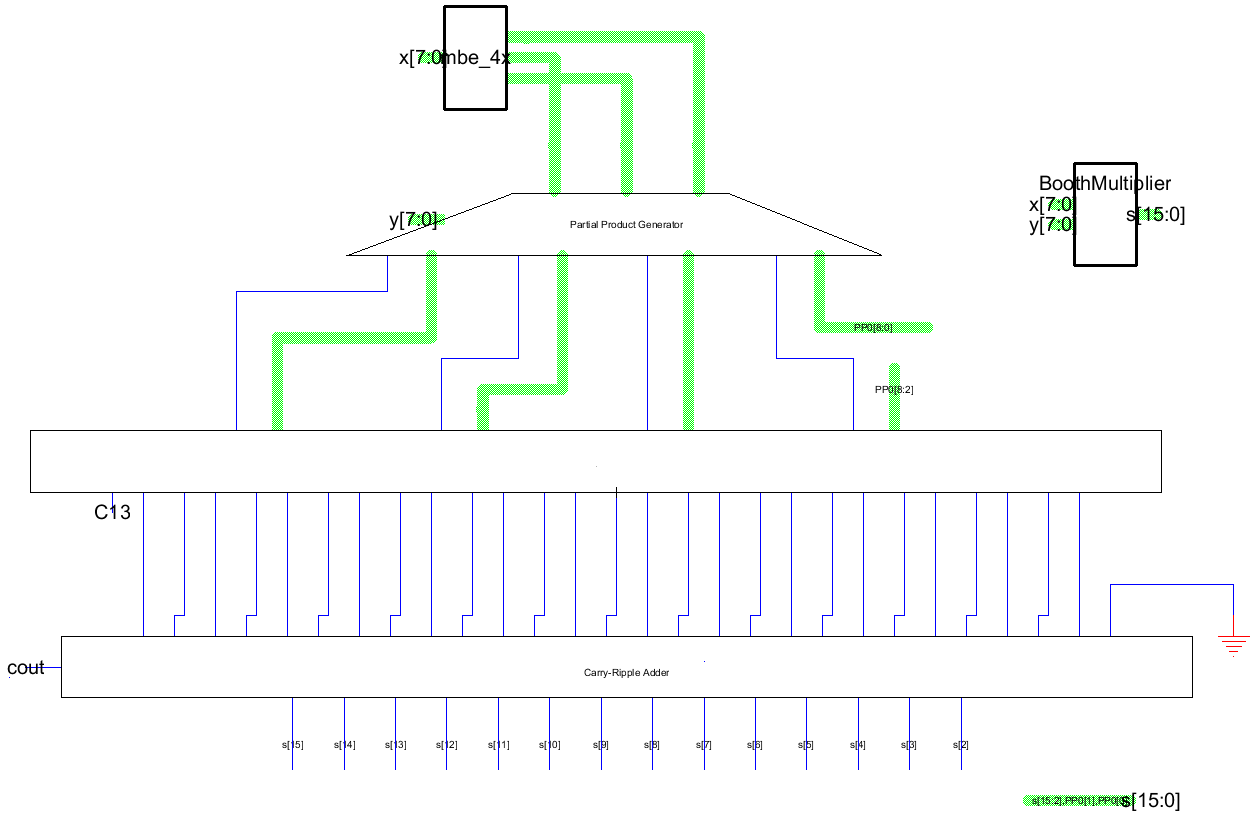 x[7:0]
mbe_4x
BoothMultiplier
x[7:0]
y[7:0]
s[15:0]
y[7:0]
Partial Product Generator
PP0[8:0]
PP0[8:2]
C13
cout
Carry-Ripple Adder
s[15]
s[14]
s[13]
s[12]
s[11]
s[10]
s[9]
s[8]
s[7]
s[6]
s[5]
s[4]
s[3]
s[2]
s[15:2],PP0[1],PP0[0]
s[15:0]